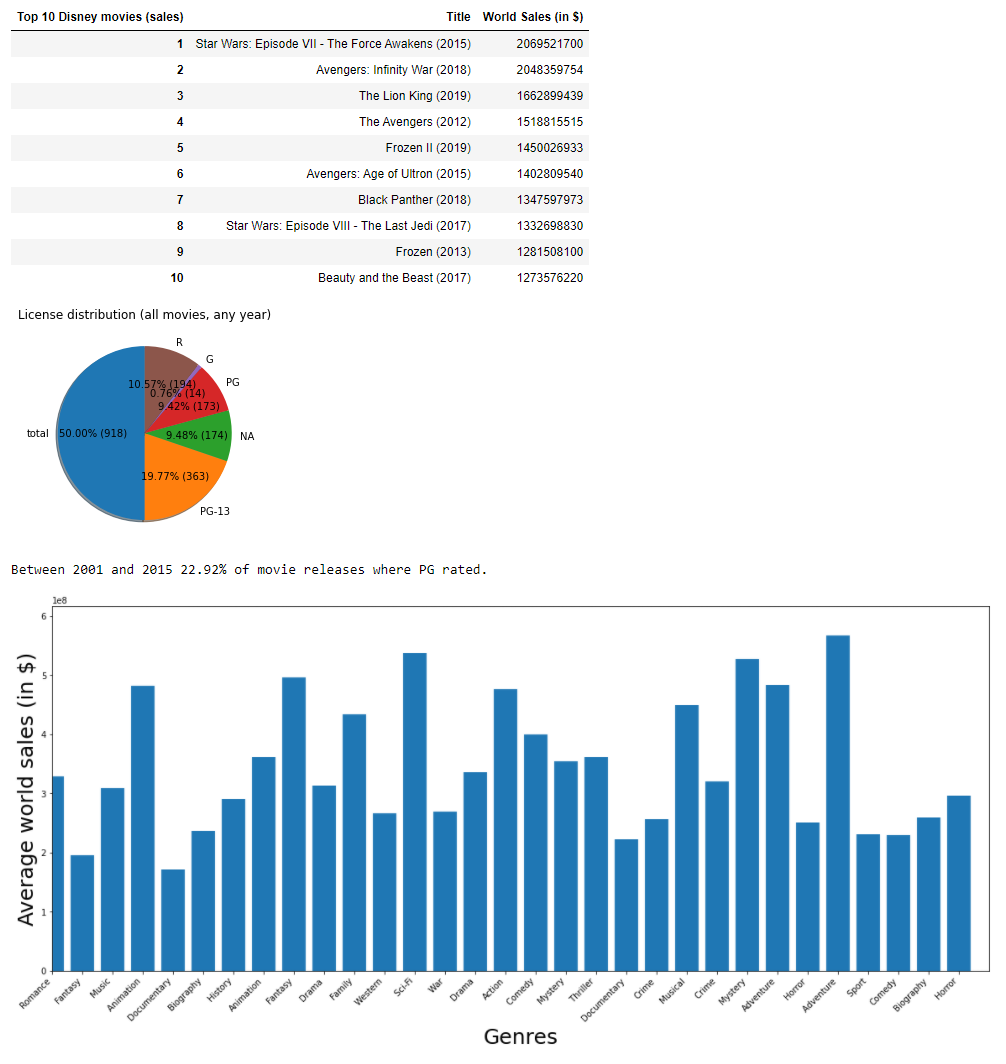 Top 10 Disney movies (sales) Title World Sales (in $)
1 Star Wars: Episode VII - The Force Awakens (2015) 2069521700
2 Avengers: Infinity War (2018) 2048359754
3 The Lion King (2019) 1662899439
4 The Avengers (2012) 1518815515
5 Frozen II (2019) 1450026933
6 Avengers: Age of Ultron (2015) 1402809540
7 Black Panther (2018) 1347597973
8 Star Wars: Episode VIII - The Last Jedi (2017) 1332698830
9 Frozen (2013) 1281508100
10 Beauty and the Beast (2017) 1273576220
License distribution (all movies, any year)
R
G
PG
10.57% (194)
0.76% (14)
9.42% (173)
total
50.00% (918)
9.48% (174)
NA
19.77% (363)
PG-13
Between 2001 and 2015 22.92% of movie releases where PG rated.
1e8
6
5
4
3
2
1
0
Average world sales (in $)
Romance
Fantasy
Music
Animation
Documentary
Biography
History
Animation
Fantasy
Drama
Family
Western
Sci-Fi
War
Drama
Action
Comedy
Mystery
Thriller
Documentary
Crime
Musical
Crime
Mystery
Adventure
Horror
Adventure
Sport
Comedy
Biography
Horror
Genres